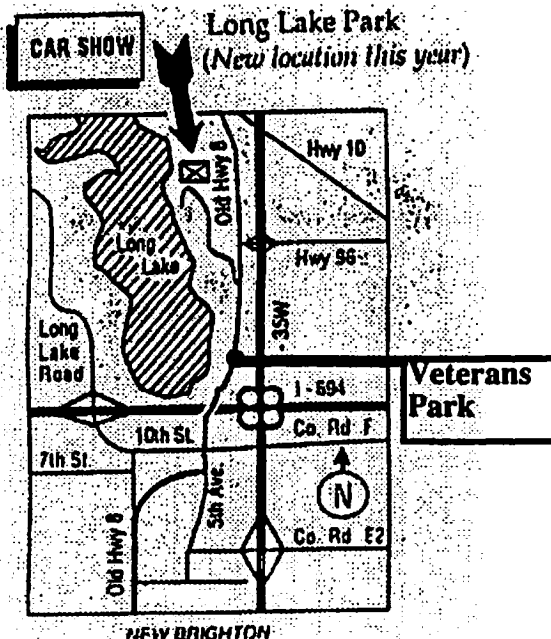 CAR SHOW
Long Lake Park
(New location this year)
Hwy 10
Old Hwy 8
Long
Lake
Hwy 96
35W
Long
Lake
Road
Veterans
Park
I-694
10th St.
Co. Rd F
7th St.
N
5th Ave.
Old Hwy 8
Co. Rd E2
NEW BRIGHTON